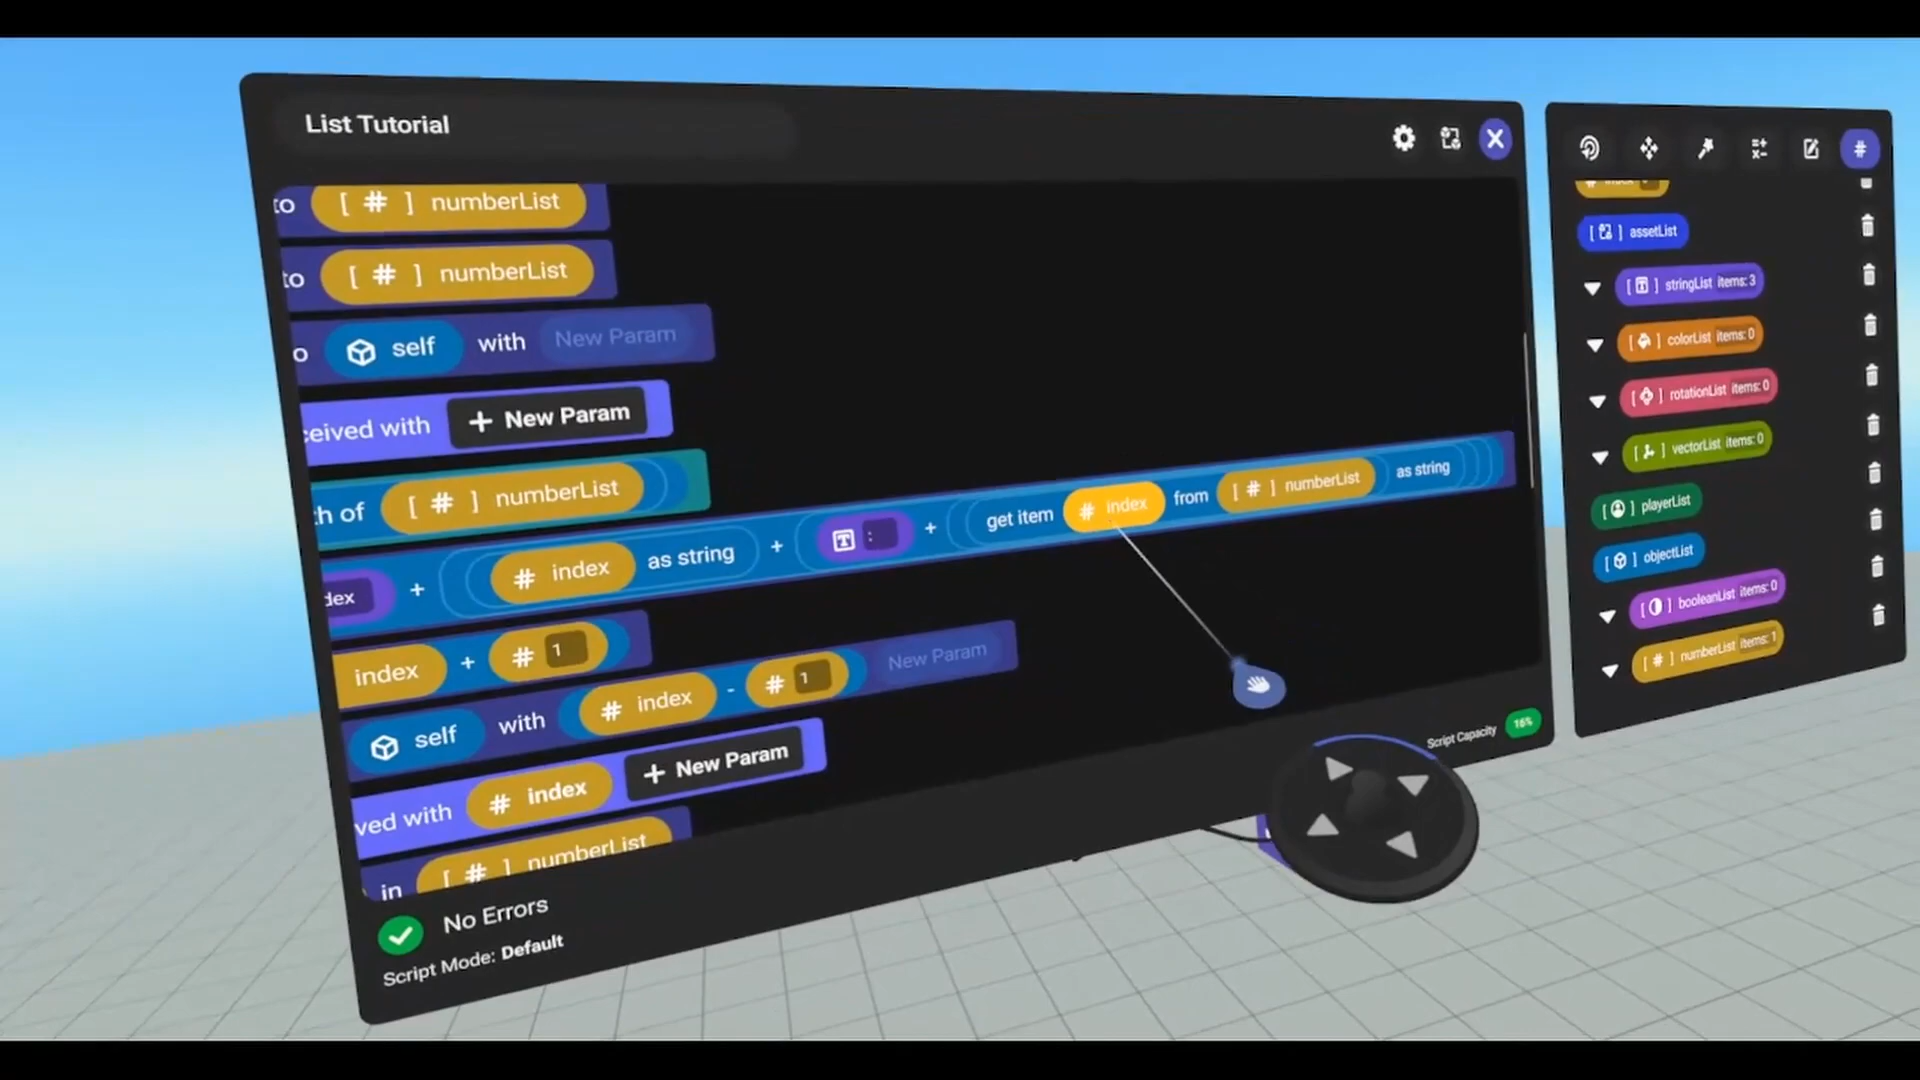 List Tutorial
to [ # ] numberList
to [ # ] numberList
o self with New Param
ceived with + New Param
th of [ # ] numberList
dex + # index as string + : + get item # index from [ # ] numberList as string
index + # 1
self with # index - # 1 New Param
ved with # index + New Param
in [ # ] numberList
No Errors
Script Mode: Default
Script Capacity 16%
#
# index
[ ] assetList
[ ] stringList items: 3
[ ] colorList items: 0
[ ] rotationList items: 0
[ ] vectorList items: 0
[ ] playerList
[ ] objectList
[ ] booleanList items: 0
[ # ] numberList items: 1